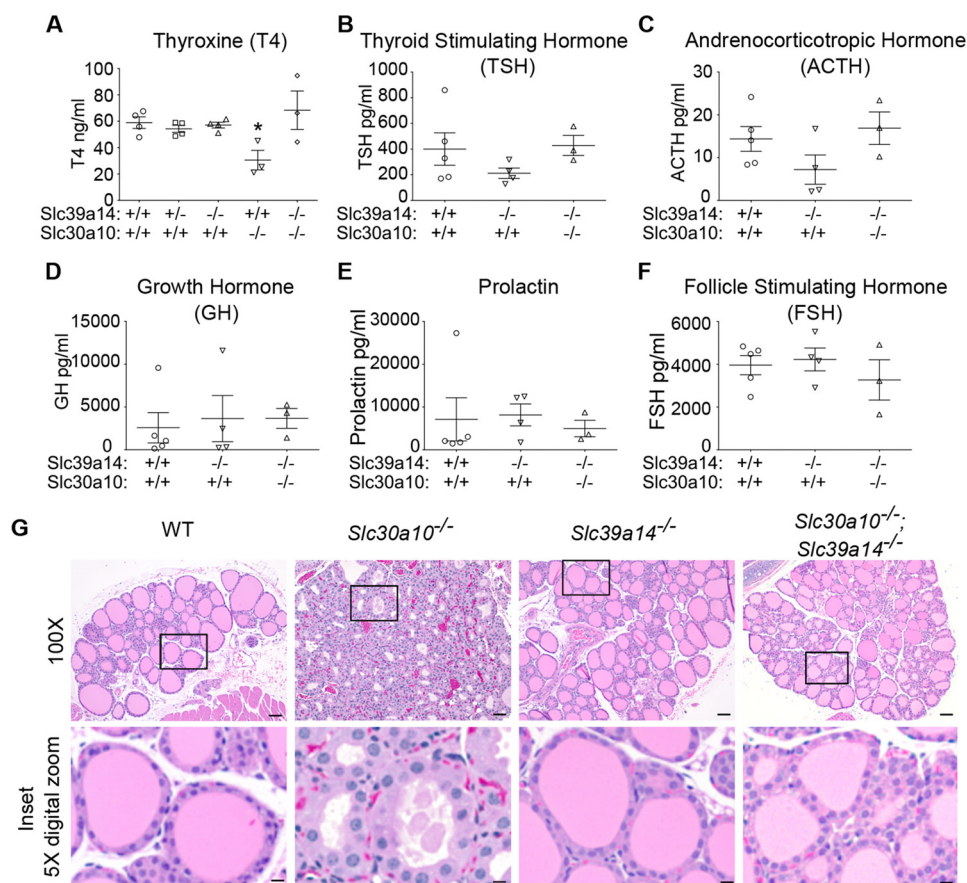 A
Thyroxine (T4)
T4 ng/ml
100
80
60
40
20
0
*
Slc39a14: +/+ +/- -/- +/+ -/-
Slc30a10: +/+ +/+ +/+ -/- -/-
B
Thyroid Stimulating Hormone
(TSH)
TSH pg/ml
1000
800
600
400
200
0
Slc39a14: +/+ -/- -/-
Slc30a10: +/+ +/+ -/-
C
Andrenocorticotropic Hormone
(ACTH)
ACTH pg/ml
30
20
10
0
Slc39a14: +/+ -/- -/-
Slc30a10: +/+ +/+ -/-
D
Growth Hormone
(GH)
GH pg/ml
15000
10000
5000
0
Slc39a14: +/+ -/- -/-
Slc30a10: +/+ +/+ -/-
E
Prolactin
Prolactin pg/ml
30000
20000
10000
0
Slc39a14: +/+ -/- -/-
Slc30a10: +/+ +/+ -/-
F
Follicle Stimulating Hormone
(FSH)
FSH pg/ml
6000
4000
2000
0
Slc39a14: +/+ -/- -/-
Slc30a10: +/+ +/+ -/-
G
WT
Slc30a10-/-
Slc39a14-/-
Slc30a10-/-;
Slc39a14-/-
100X
Inset
5X digital zoom